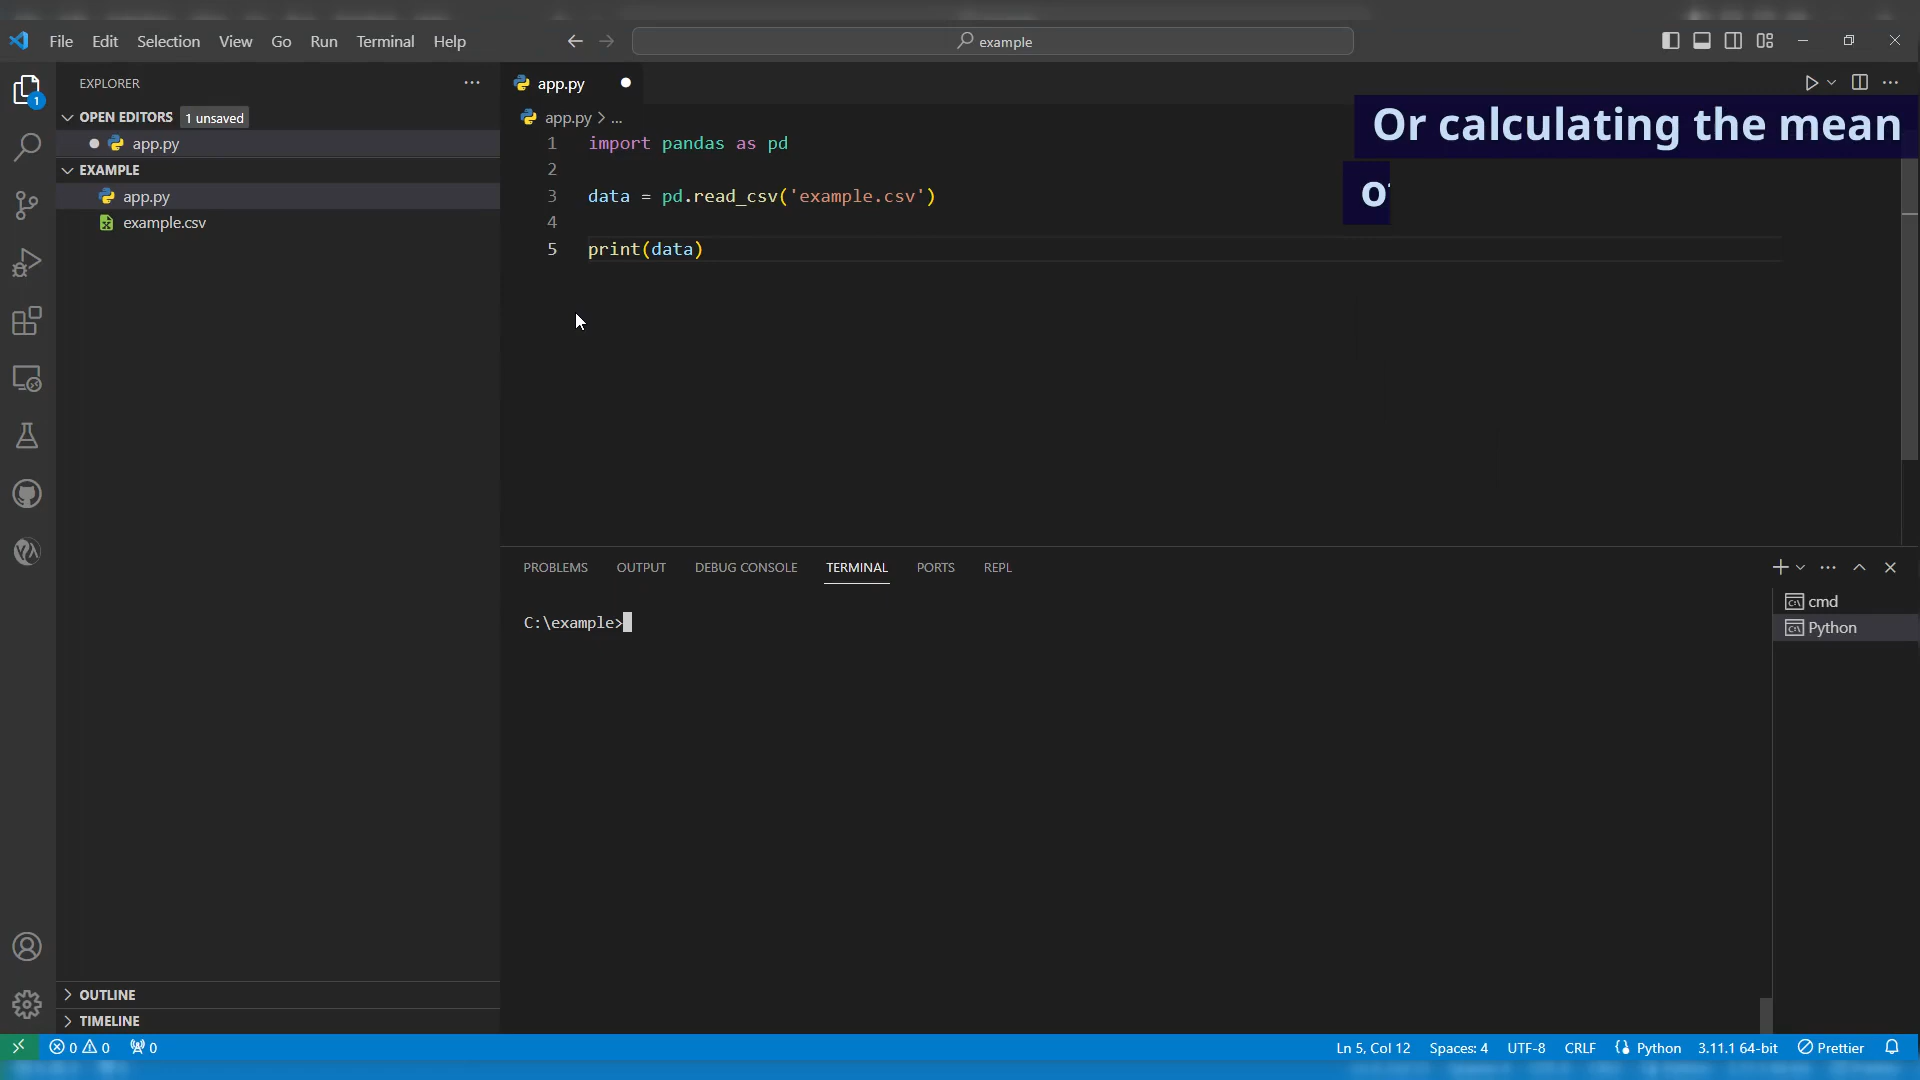 File Edit Selection View Go Run Terminal Help
example
EXPLORER
app.py
OPEN EDITORS
1 unsaved
app.py
EXAMPLE
app.py
example.csv
OUTLINE
TIMELINE
1
app.py > ...
1 import pandas as pd
2
3 data = pd.read_csv('example.csv')
4
5 print(data)
Or calculating the mean
PROBLEMS OUTPUT DEBUG CONSOLE TERMINAL PORTS REPL
C:\example>
cmd
Python
0 0 0
Ln 5, Col 12 Spaces: 4 UTF-8 CRLF Python 3.11.1 64-bit Prettier